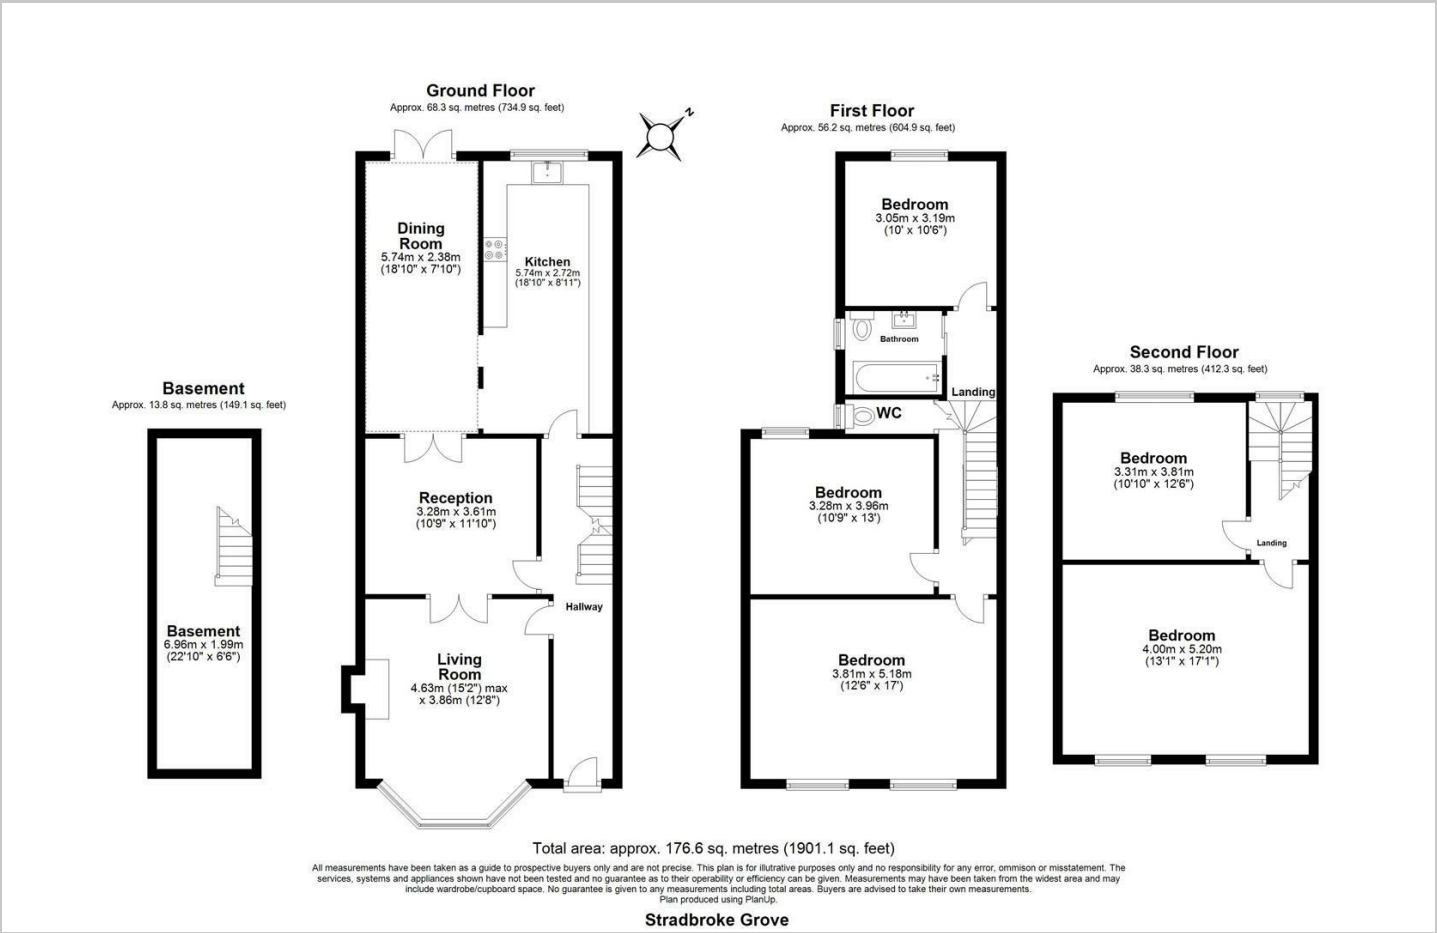 Ground Floor
Approx. 68.3 sq. metres (734.9 sq. feet)
N
Dining
Room
5.74m x 2.38m
(18'10" x 7'10")
Kitchen
5.74m x 2.72m
(18'10" x 8'11")
Reception
3.28m x 3.61m
(10'9" x 11'10")
Hallway
Living
Room
4.63m (15'2") max
x 3.86m (12'8")
First Floor
Approx. 56.2 sq. metres (604.9 sq. feet)
Bedroom
3.05m x 3.19m
(10' x 10'6")
Bathroom
Landing
WC
Bedroom
3.28m x 3.96m
(10'9" x 13')
Bedroom
3.81m x 5.18m
(12'6" x 17')
Second Floor
Approx. 38.3 sq. metres (412.3 sq. feet)
Bedroom
3.31m x 3.81m
(10'10" x 12'6")
Landing
Bedroom
4.00m x 5.20m
(13'1" x 17'1")
Basement
Approx. 13.8 sq. metres (149.1 sq. feet)
Basement
6.96m x 1.99m
(22'10" x 6'6")
Total area: approx. 176.6 sq. metres (1901.1 sq. feet)
All measurements have been taken as a guide to prospective buyers only and are not precise. This plan is for illutrative purposes only and no responsibility for any error, ommison or misstatement. The
services, systems and appliances shown have not been tested and no guarantee as to their operability or efficiency can be given. Measurements may have been taken from the widest area and may
include wardrobe/cupboard space. No guarantee is given to any measurements including total areas. Buyers are advised to take their own measurements.
Plan produced using PlanUp.
Stradbroke Grove